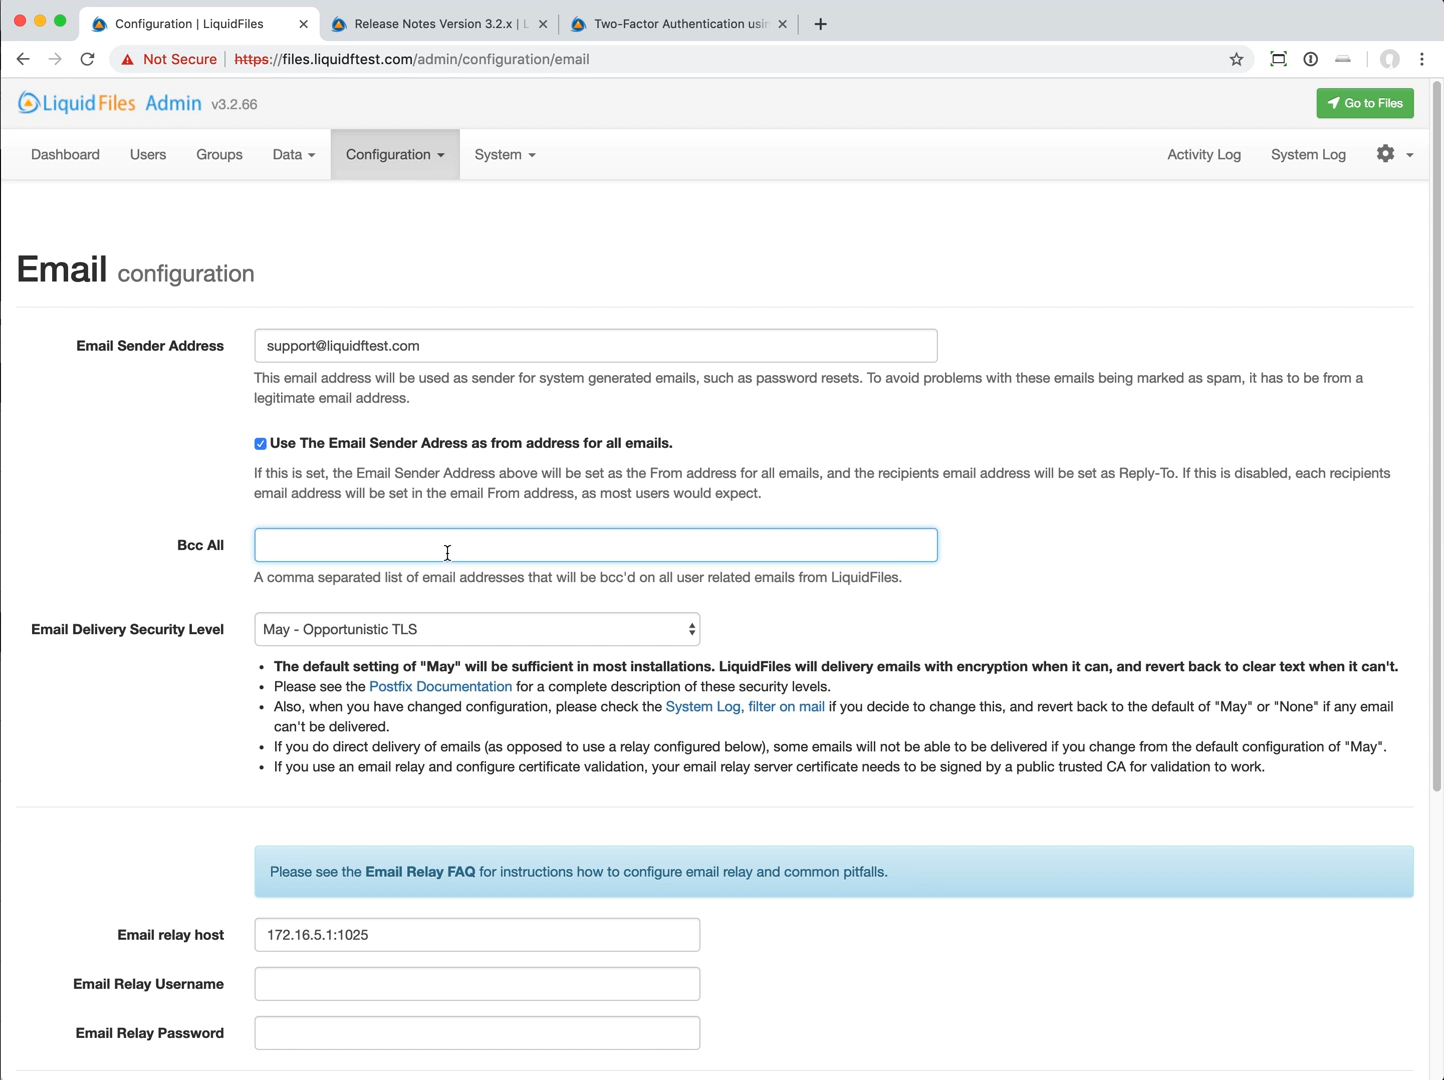 Configuration | LiquidFiles
Release Notes Version 3.2.x | L
Two-Factor Authentication usin
Not Secure
https://files.liquidftest.com/admin/configuration/email
LiquidFiles Admin v3.2.66
Go to Files
Dashboard
Users
Groups
Data
Configuration
System
Activity Log
System Log
Email configuration
Email Sender Address
support@liquidftest.com
This email address will be used as sender for system generated emails, such as password resets. To avoid problems with these emails being marked as spam, it has to be from a
legitimate email address.
Use The Email Sender Adress as from address for all emails.
If this is set, the Email Sender Address above will be set as the From address for all emails, and the recipients email address will be set as Reply-To. If this is disabled, each recipients
email address will be set in the email From address, as most users would expect.
Bcc All
A comma separated list of email addresses that will be bcc'd on all user related emails from LiquidFiles.
Email Delivery Security Level
May - Opportunistic TLS
• The default setting of "May" will be sufficient in most installations. LiquidFiles will delivery emails with encryption when it can, and revert back to clear text when it can't.
• Please see the Postfix Documentation for a complete description of these security levels.
• Also, when you have changed configuration, please check the System Log, filter on mail if you decide to change this, and revert back to the default of "May" or "None" if any email
can't be delivered.
• If you do direct delivery of emails (as opposed to use a relay configured below), some emails will not be able to be delivered if you change from the default configuration of "May".
• If you use an email relay and configure certificate validation, your email relay server certificate needs to be signed by a public trusted CA for validation to work.
Please see the Email Relay FAQ for instructions how to configure email relay and common pitfalls.
Email relay host
172.16.5.1:1025
Email Relay Username
Email Relay Password